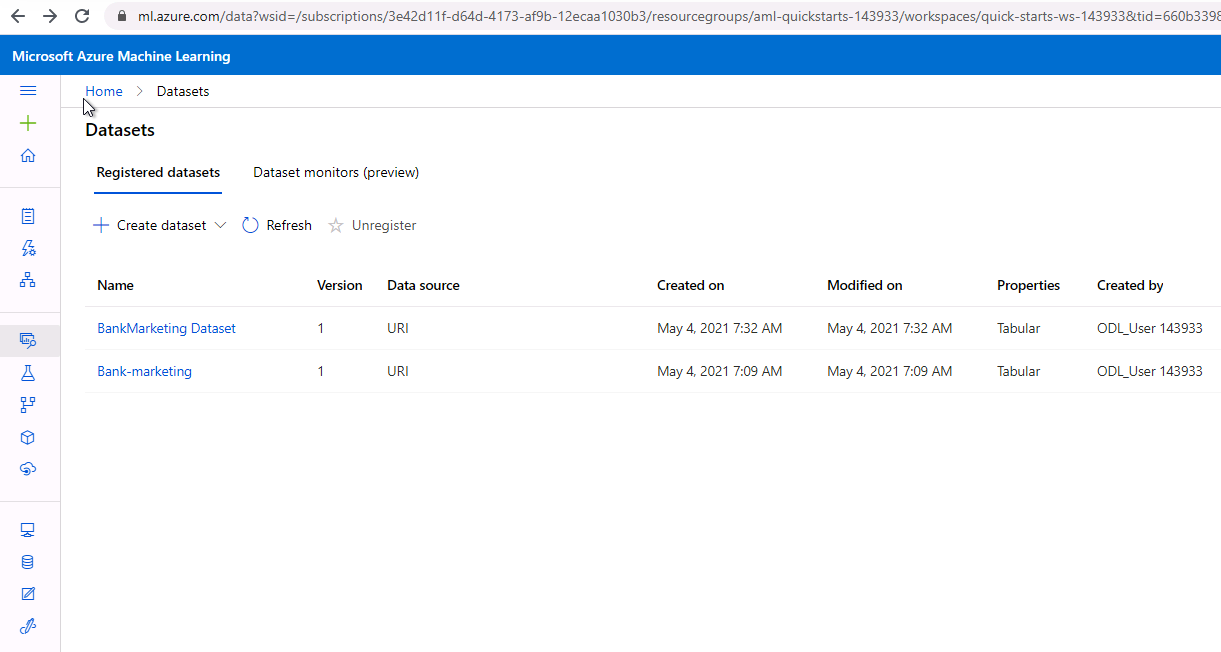 ml.azure.com/data?wsid=/subscriptions/3e42d11f-d64d-4173-af9b-12ecaa1030b3/resourcegroups/aml-quickstarts-143933/workspaces/quick-starts-ws-143933&tid=660b3398
Microsoft Azure Machine Learning
Home > Datasets
Datasets
Registered datasets Dataset monitors (preview)
Create dataset Refresh Unregister
Name Version Data source Created on Modified on Properties Created by
BankMarketing Dataset 1 URI May 4, 2021 7:32 AM May 4, 2021 7:32 AM Tabular ODL_User 143933
Bank-marketing 1 URI May 4, 2021 7:09 AM May 4, 2021 7:09 AM Tabular ODL_User 143933